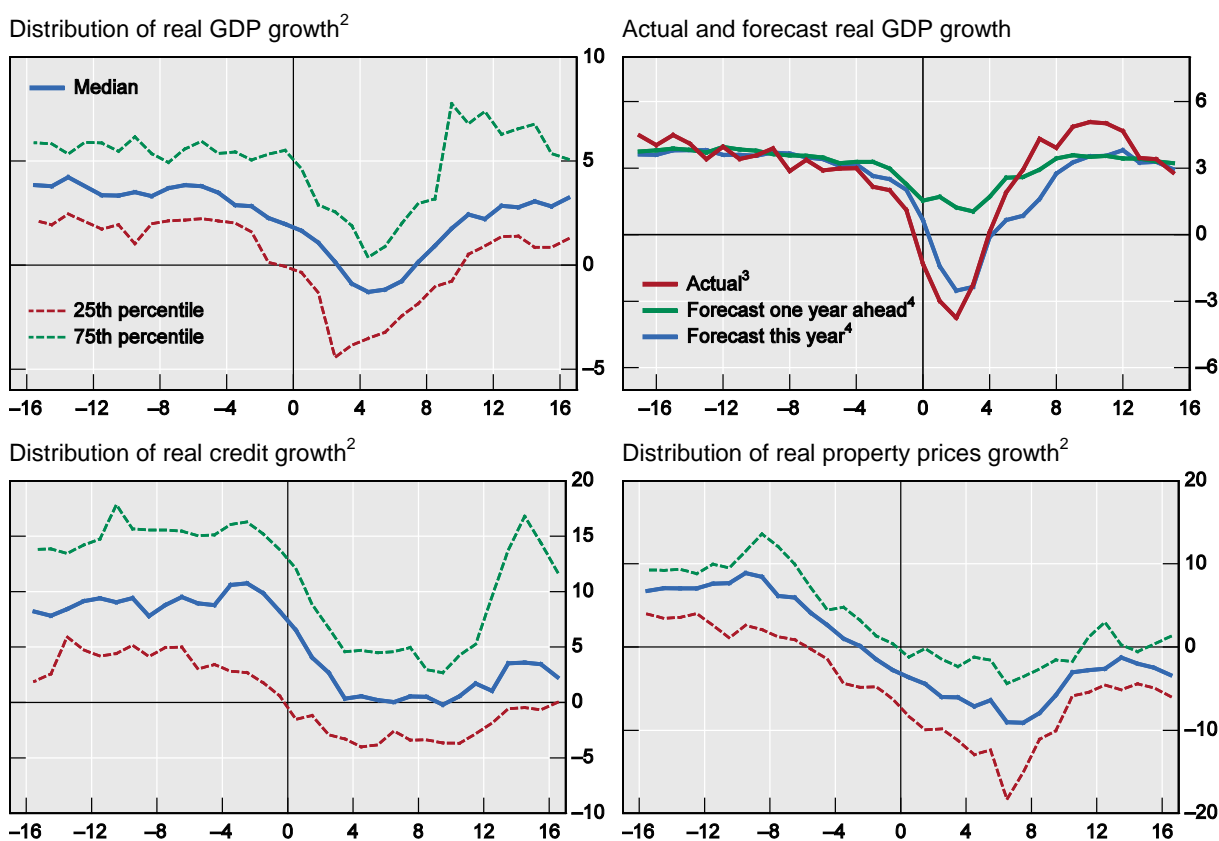 Distribution of real GDP growth²
Actual and forecast real GDP growth
10
5
0
–5
Median
25th percentile
75th percentile
–16 –12 –8 –4 0 4 8 12 16
6
3
0
–3
–6
Actual³
Forecast one year ahead⁴
Forecast this year⁴
–16 –12 –8 –4 0 4 8 12 16
Distribution of real credit growth²
Distribution of real property prices growth²
20
15
10
5
0
–5
–10
–16 –12 –8 –4 0 4 8 12 16
20
10
0
–10
–20
–16 –12 –8 –4 0 4 8 12 16